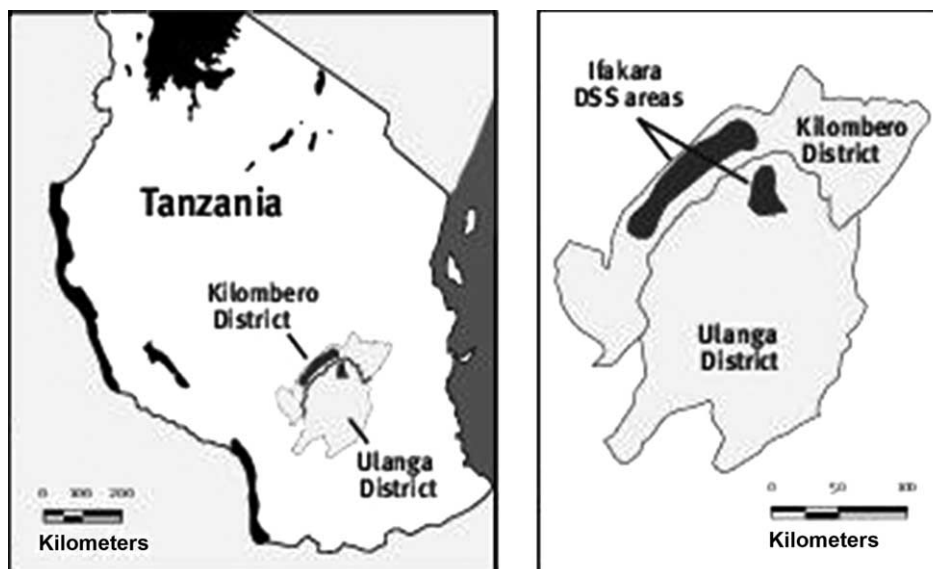 Tanzania
Kilombero
District
Ulanga
District
0 100 200
Kilometers
Ifakara
DSS areas
Kilombero
District
Ulanga
District
0 50 100
Kilometers